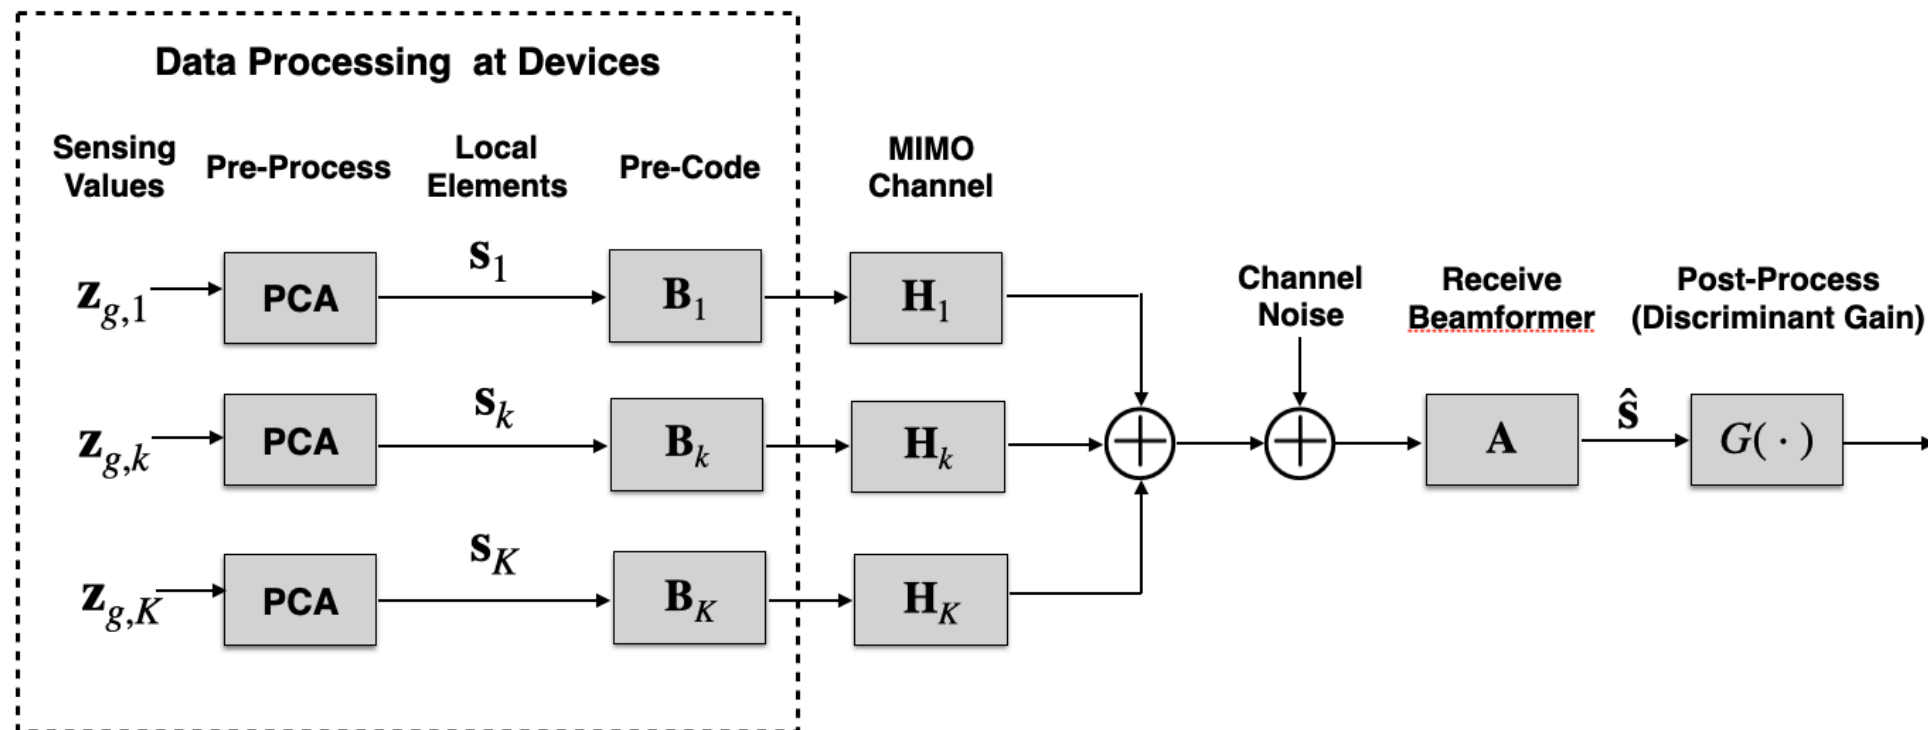 Data Processing at Devices
Sensing
Values
Pre-Process
Local
Elements
Pre-Code
MIMO
Channel
𝐳_{g,1}
PCA
𝐬_1
𝐁_1
𝐇_1
Channel
Noise
Receive
Beamformer
Post-Process
(Discriminant Gain)
𝐳_{g,k}
PCA
𝐬_k
𝐁_k
𝐇_k
𝐀
𝐬̂
G( · )
𝐳_{g,K}
PCA
𝐬_K
𝐁_K
𝐇_K